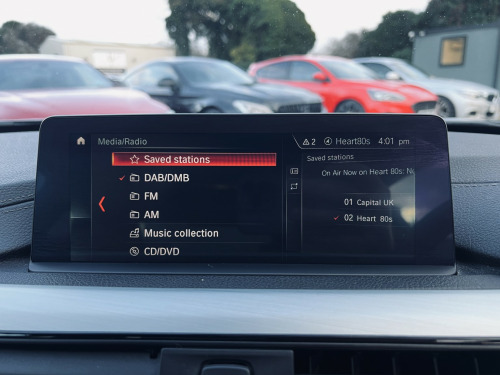 Media/Radio
2 Heart80s 4:01 pm
Saved stations
DAB/DMB
FM
AM
Music collection
CD/DVD
Saved stations
On Air Now on Heart 80s: No
01 Capital UK
02 Heart 80s